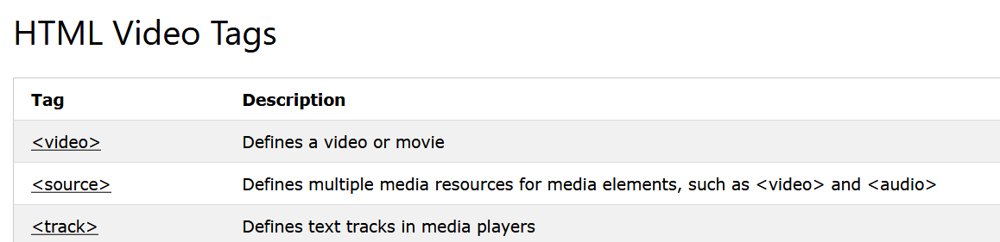 HTML Video Tags
Tag Description
<video> Defines a video or movie
<source> Defines multiple media resources for media elements, such as <video> and <audio>
<track> Defines text tracks in media players